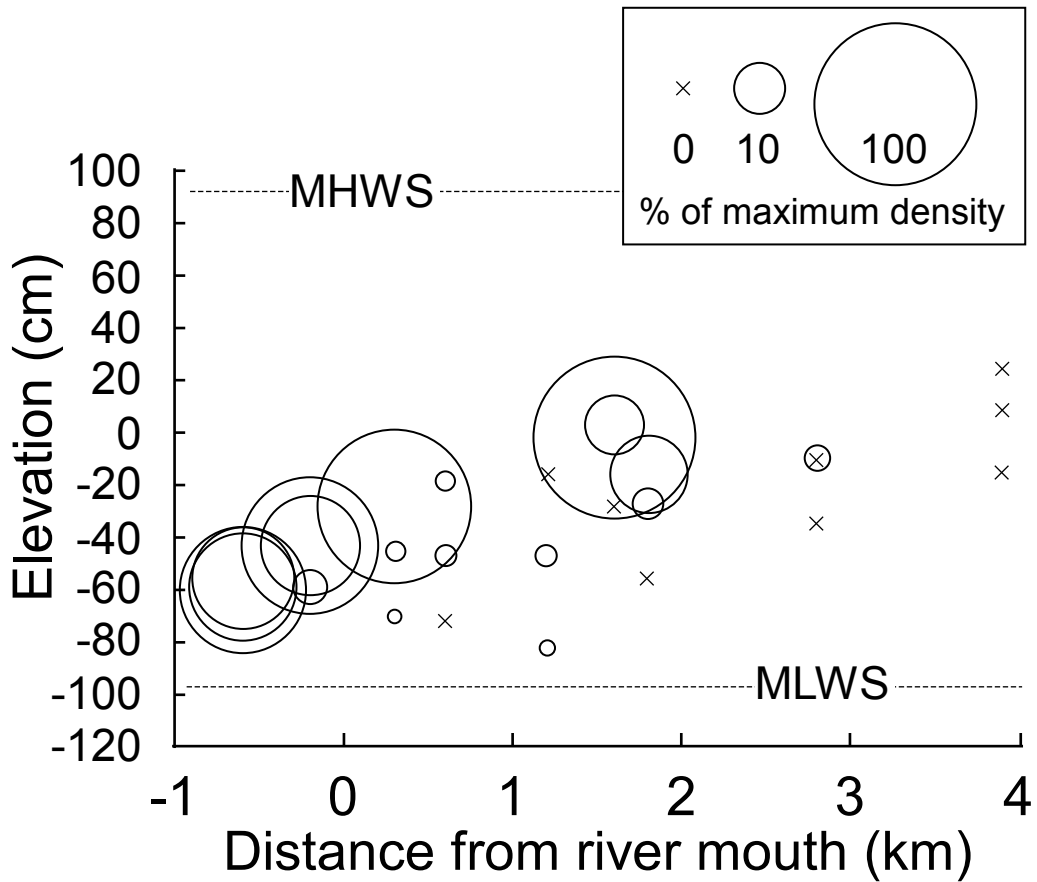 0 10 100
% of maximum density
MHWS
MLWS
Elevation (cm)
100
80
60
40
20
0
-20
-40
-60
-80
-100
-120
-1 0 1 2 3 4
Distance from river mouth (km)